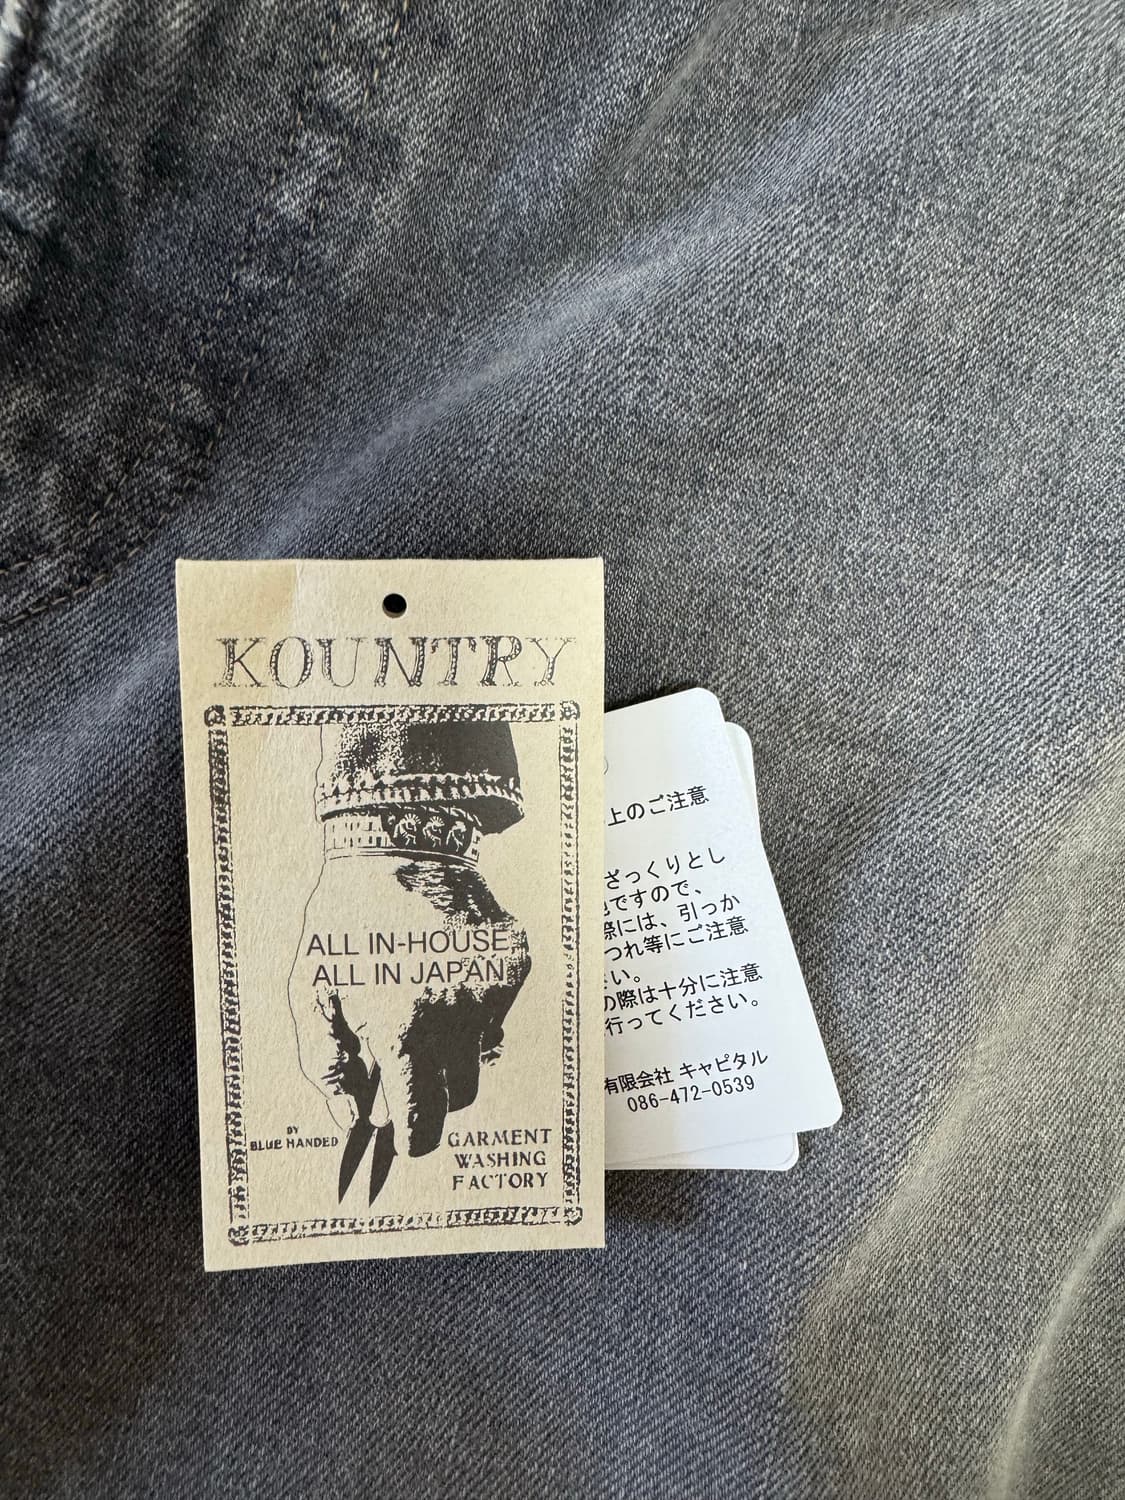 KOUNTRY
ALL IN-HOUSE
ALL IN JAPAN
BY
BLUE HANDED
GARMENT
WASHING
FACTORY
上のご注意
ざっくりとし
ですので、
際には、引っか
つれ等にご注意
い。
の際は十分に注意
行ってください。
有限会社 キャピタル
086-472-0539